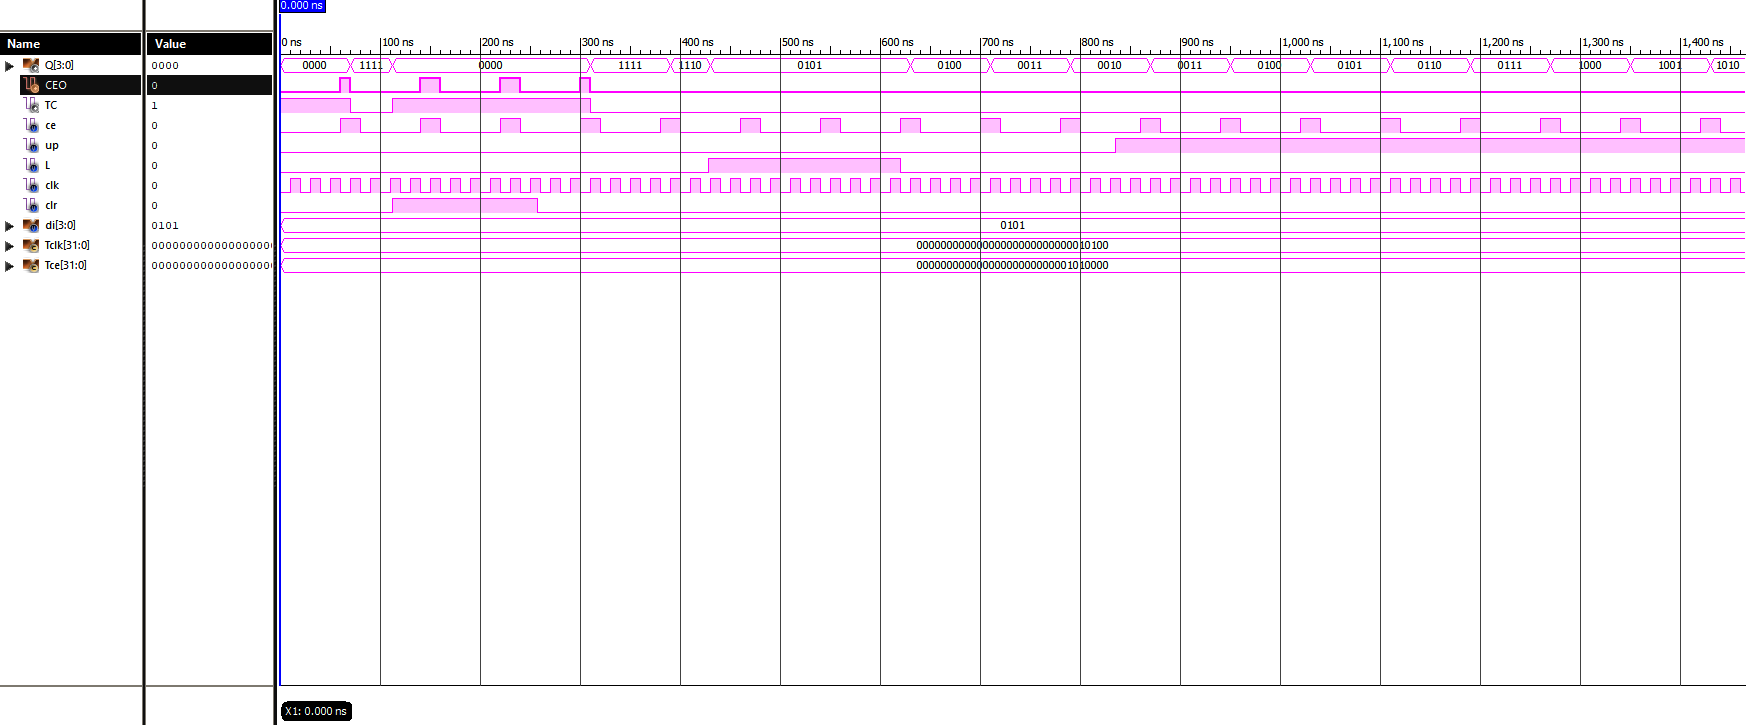 0.000 ns
Name Value 0 ns 100 ns 200 ns 300 ns 400 ns 500 ns 600 ns 700 ns 800 ns 900 ns 1,000 ns 1,100 ns 1,200 ns 1,300 ns 1,400 ns
Q[3:0] 0000 0000 1111 0000 1111 1110 0101 0100 0011 0010 0011 0100 0101 0110 0111 1000 1001 1010
CEO 0
TC 1
ce 0
up 0
L 0
clk 0
clr 0
di[3:0] 0101 0101
Tclk[31:0] 00000000000000000000000000010100
Tce[31:0] 00000000000000000000000001010000
X1: 0.000 ns